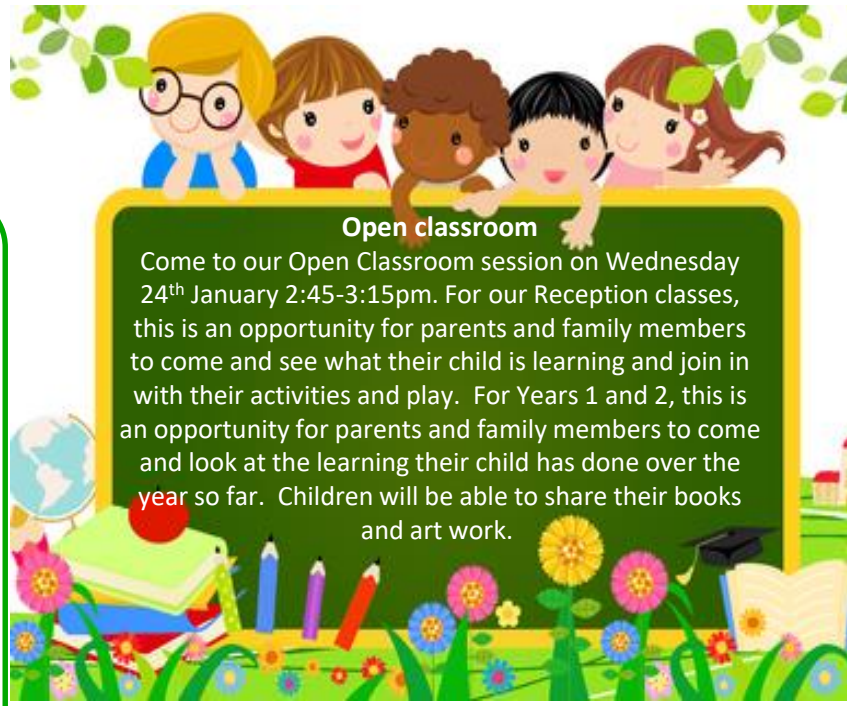 Open classroom
Come to our Open Classroom session on Wednesday
24th January 2:45-3:15pm. For our Reception classes,
this is an opportunity for parents and family members
to come and see what their child is learning and join in
with their activities and play.  For Years 1 and 2, this is
an opportunity for parents and family members to come
and look at the learning their child has done over the
year so far.  Children will be able to share their books
and art work.